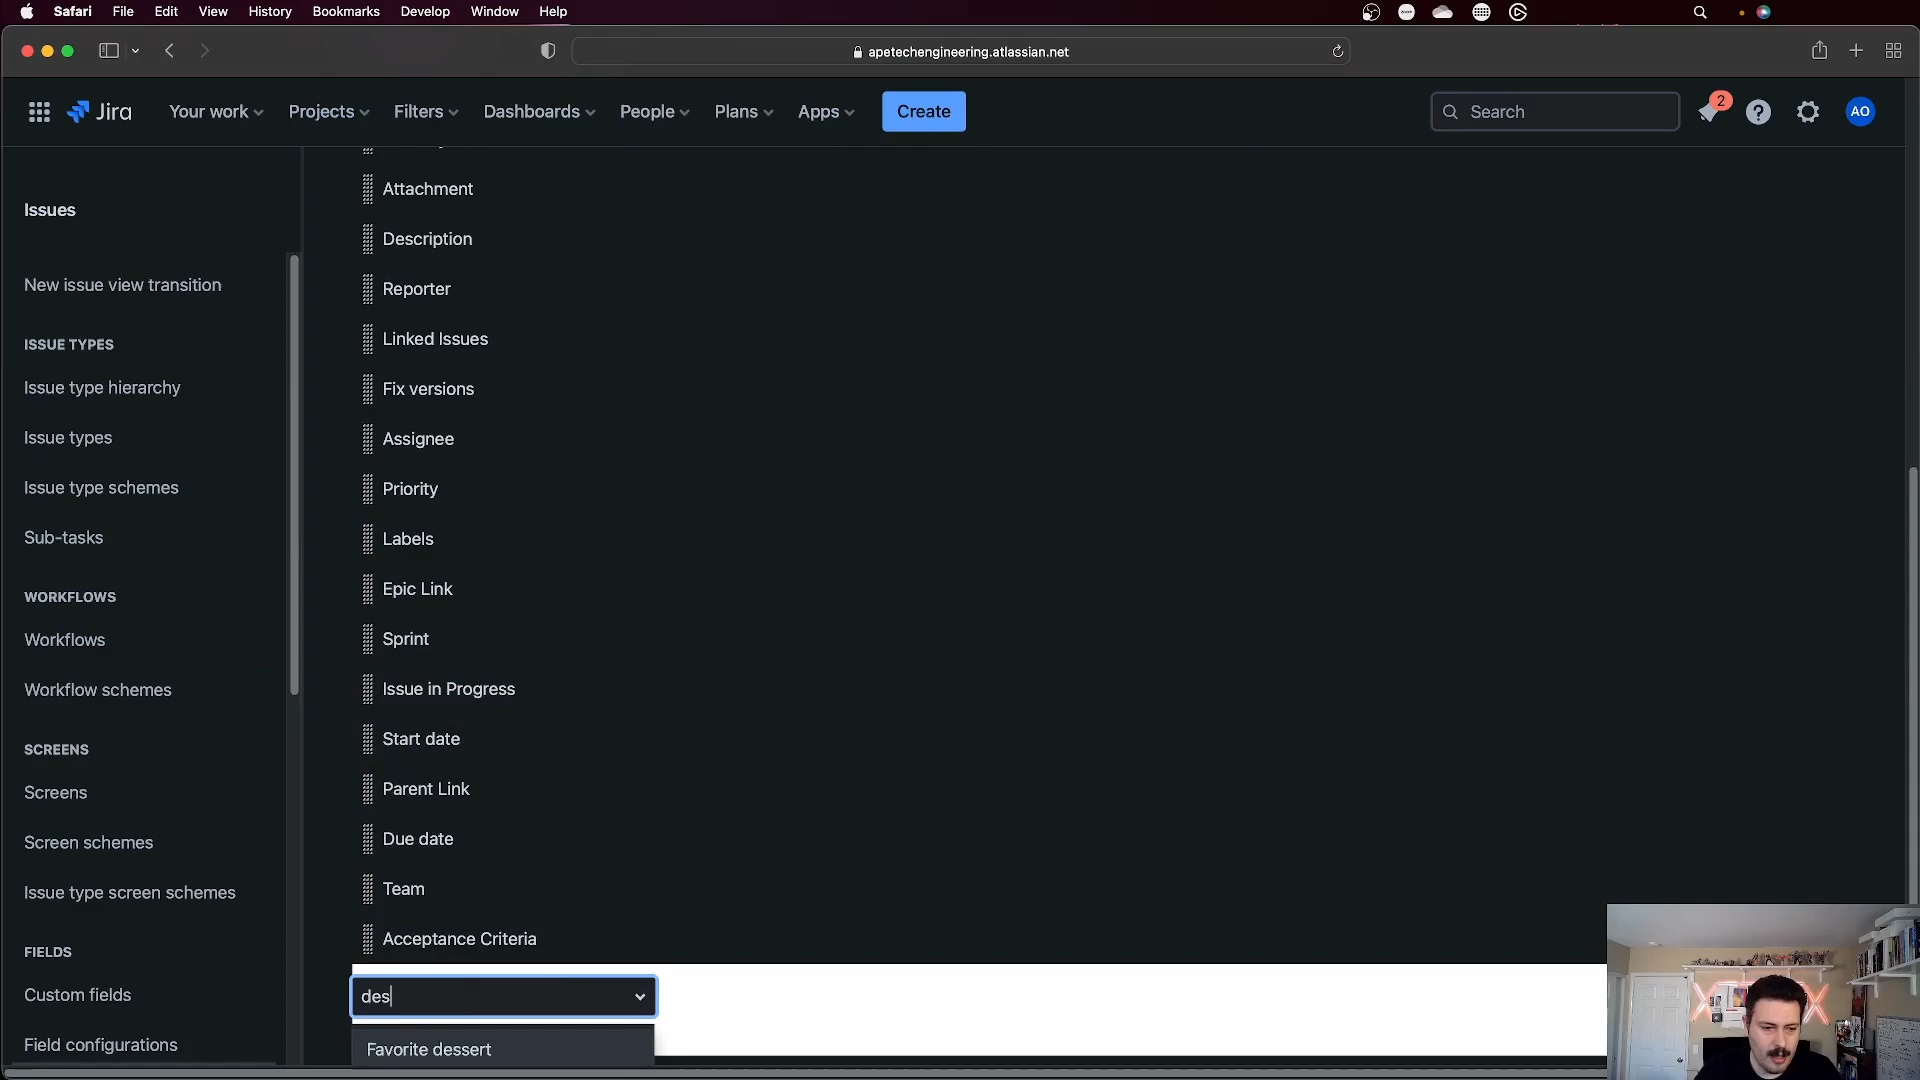 Safari File Edit View History Bookmarks Develop Window Help
apetechengineering.atlassian.net
Jira Your work Projects Filters Dashboards People Plans Apps Create Search 2 AO
Issues
New issue view transition
ISSUE TYPES
Issue type hierarchy
Issue types
Issue type schemes
Sub-tasks
WORKFLOWS
Workflows
Workflow schemes
SCREENS
Screens
Screen schemes
Issue type screen schemes
FIELDS
Custom fields
Field configurations
Attachment
Description
Reporter
Linked Issues
Fix versions
Assignee
Priority
Labels
Epic Link
Sprint
Issue in Progress
Start date
Parent Link
Due date
Team
Acceptance Criteria
des
Favorite dessert